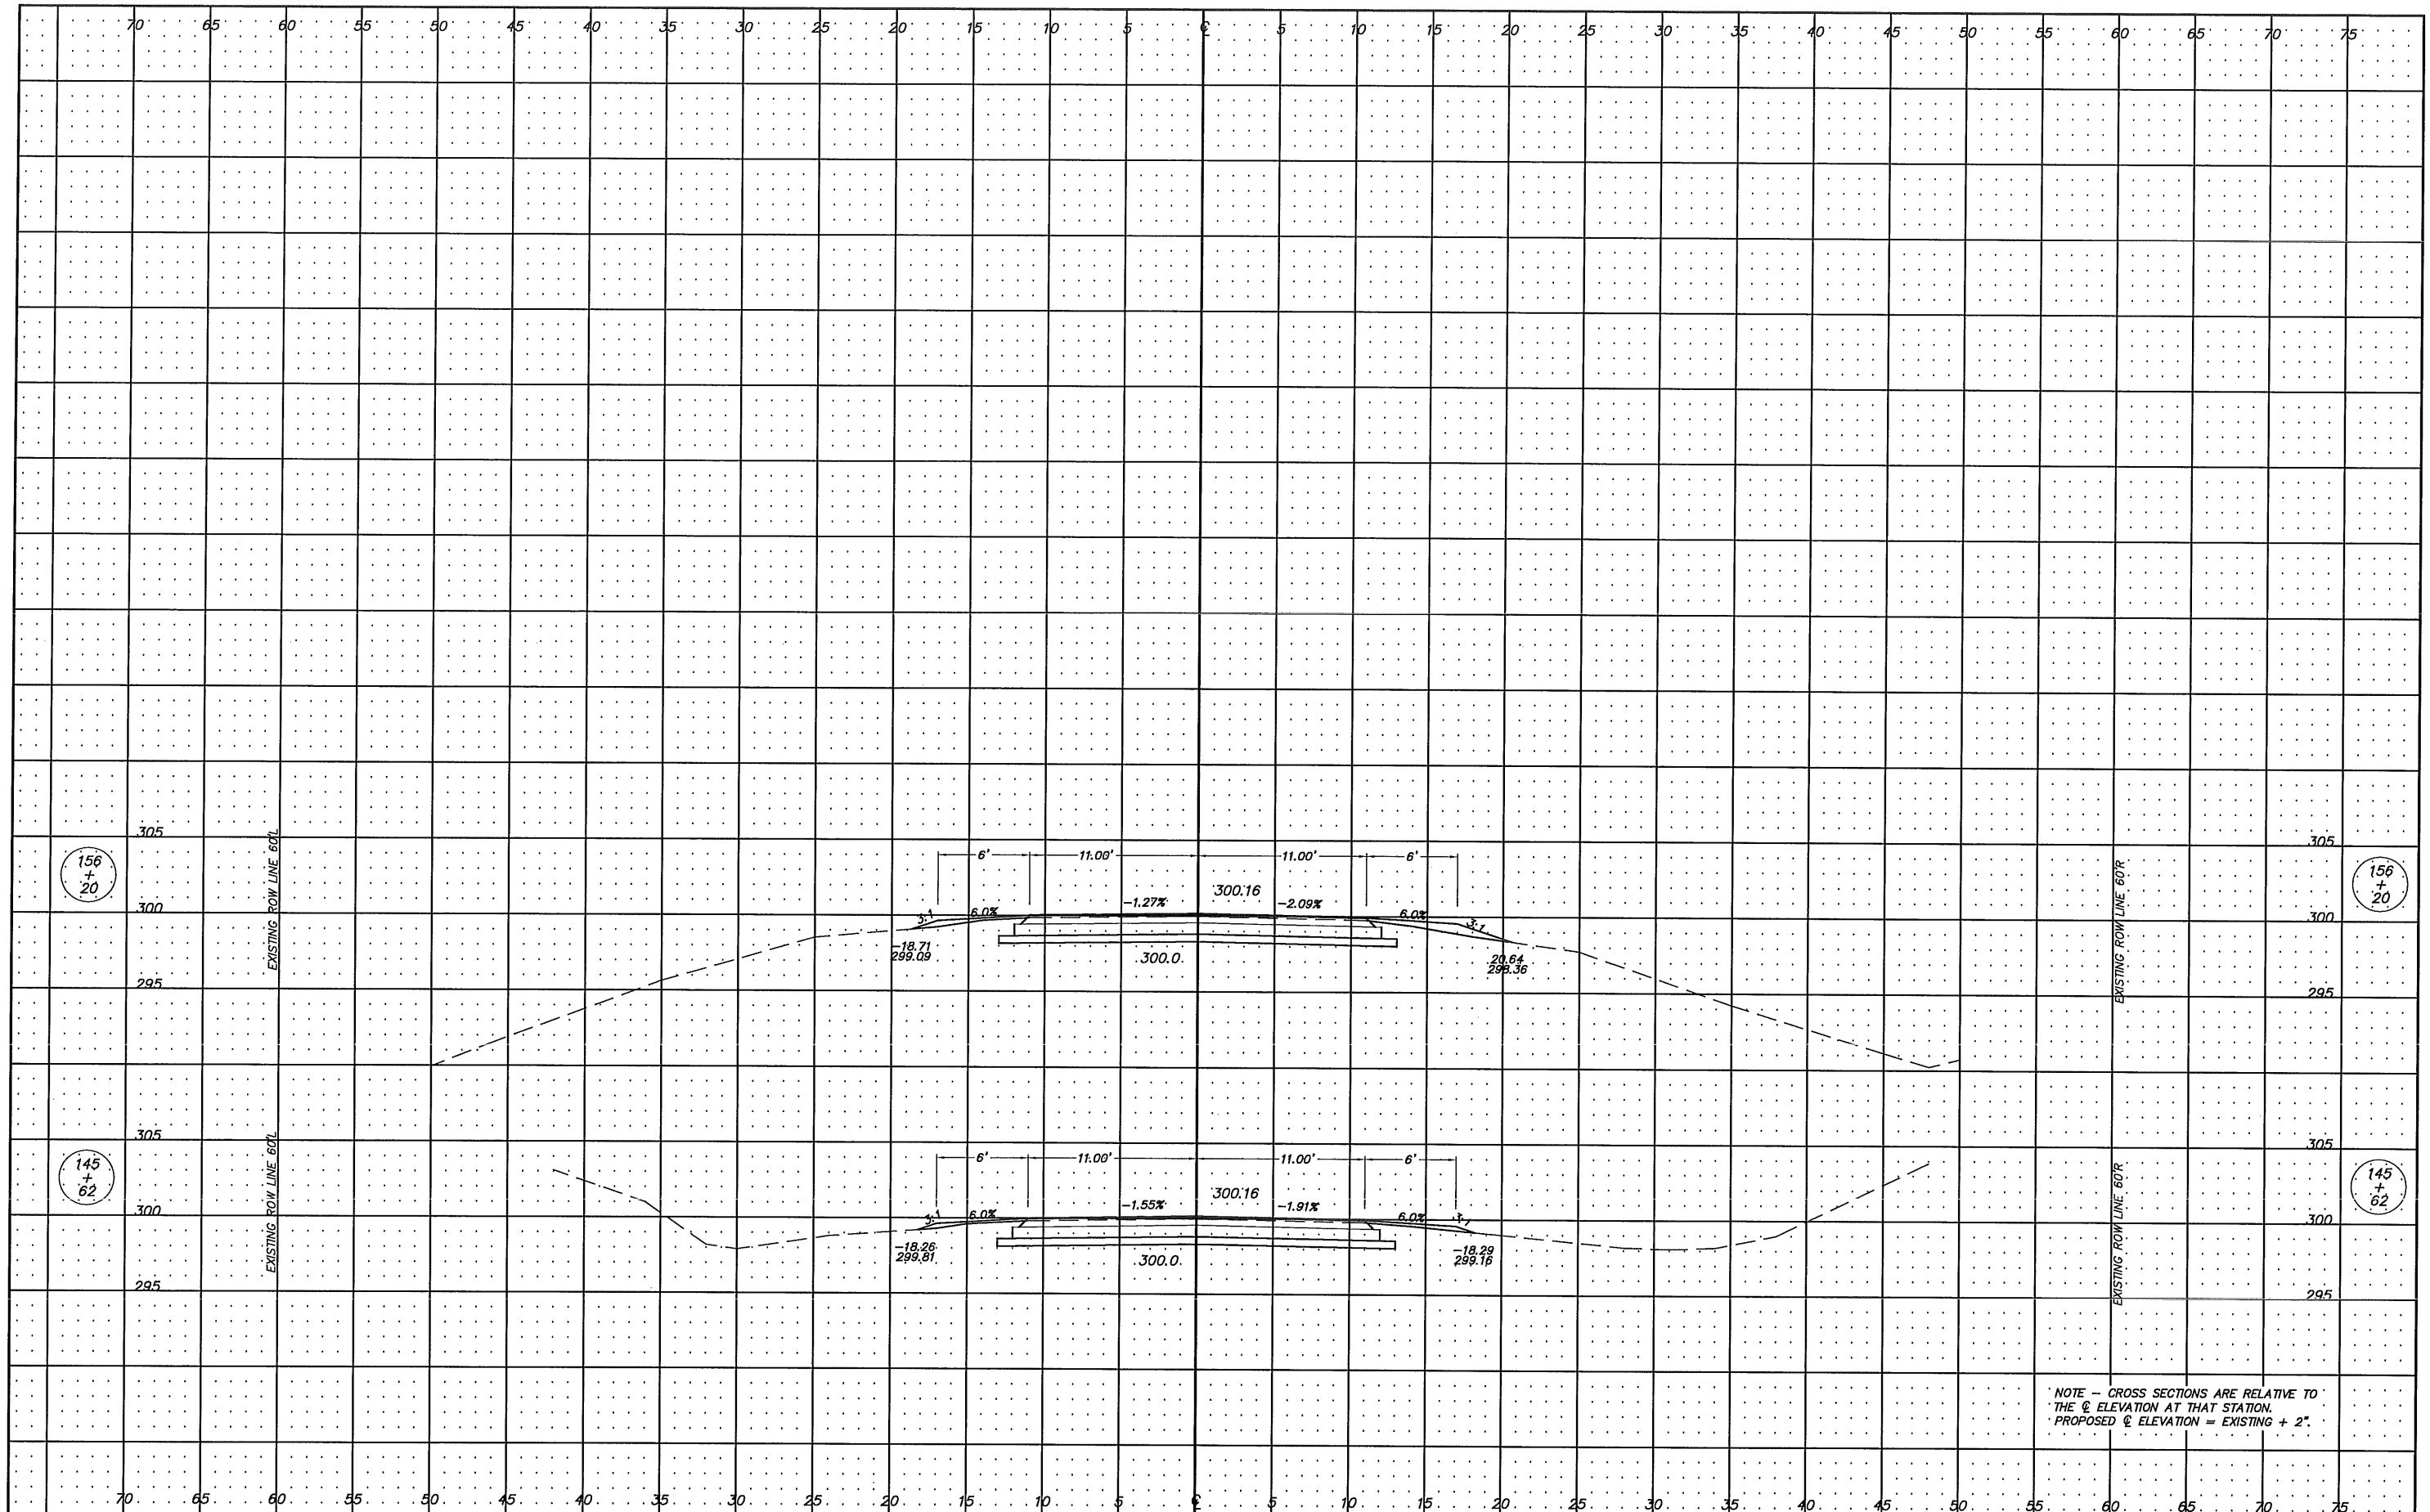 70 65 60 55 50 45 40 35 30 25 20 15 10 5 ℄ 5 10 15 20 25 30 35 40 45 50 55 60 65 70 75
305 305
156 + 20
EXISTING ROW LINE 60'L
6' 11.00' 11.00' 6'
EXISTING ROW LINE 60'R
156 + 20
300.16
-1.27% -2.09%
300 3:1 6.0% 6.0% 3:1 300
-18.71
299.09
300.0
20.64
298.36
295 295
305 305
145 + 62
EXISTING ROW LINE 60'L
6' 11.00' 11.00' 6'
EXISTING ROW LINE 60'R
145 + 62
300.16
-1.55% -1.91%
300 3:1 6.0% 6.0% 3:1 300
-18.26
299.81
300.0
-18.29
299.16
295 295
NOTE - CROSS SECTIONS ARE RELATIVE TO
THE ℄ ELEVATION AT THAT STATION.
PROPOSED ℄ ELEVATION = EXISTING + 2".
70 65 60 55 50 45 40 35 30 25 20 15 10 5 ℄ 5 10 15 20 25 30 35 40 45 50 55 60 65 70 75